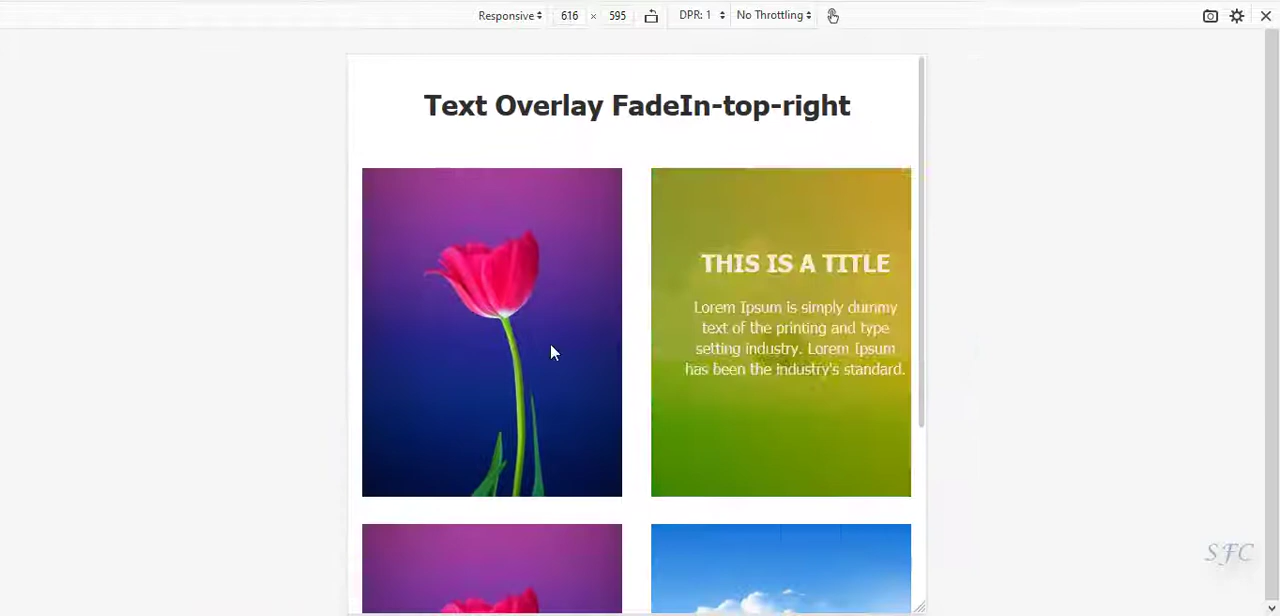 Responsive 616 × 595 DPR: 1 No Throttling
Text Overlay FadeIn-top-right
THIS IS A TITLE
Lorem Ipsum is simply dummy
text of the printing and type
setting industry. Lorem Ipsum
has been the industry's standard.
SFC